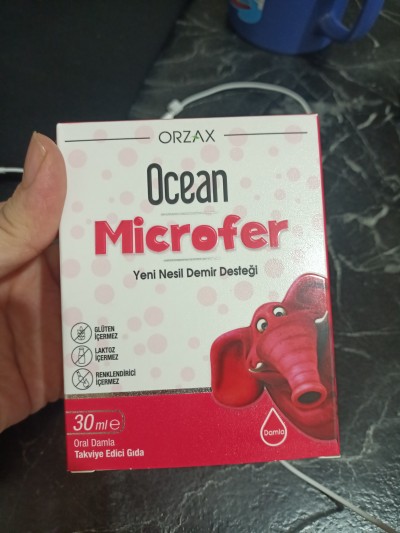 ORZAX
Ocean
Microfer
Yeni Nesil Demir Desteği
GLÜTEN
İÇERMEZ
LAKTOZ
İÇERMEZ
RENKLENDİRİCİ
İÇERMEZ
30 ml e
Oral Damla
Takviye Edici Gıda
Damla